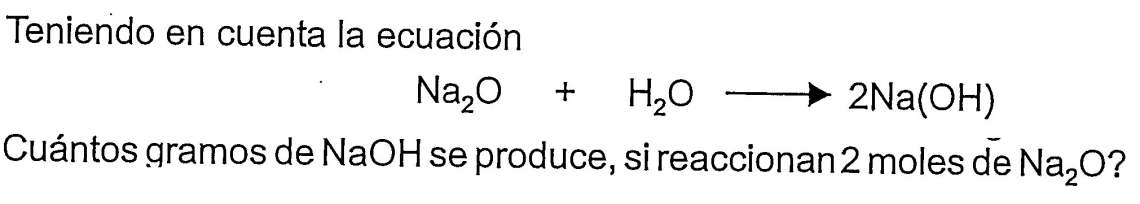 Teniendo en cuenta la ecuación
Na₂O + H₂O ⟶ 2Na(OH)
Cuántos gramos de NaOH se produce, si reaccionan 2 moles de Na₂O?